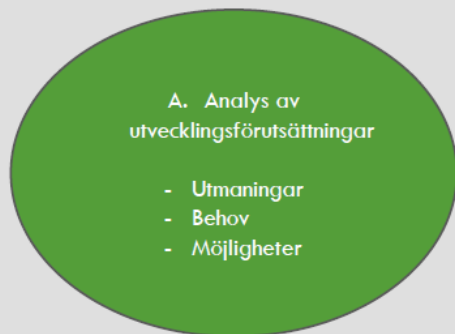 A. Analys av
utvecklingsförutsättningar
- Utmaningar
- Behov
- Möjligheter